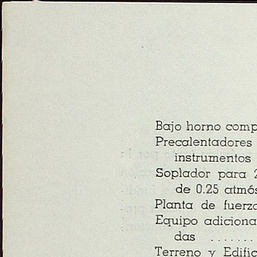 Bajo horno comp
Precalentadores
instrumentos
Soplador para 2
de 0.25 atmós
Planta de fuerza
Equipo adiciona
das .......
Terreno y Edific